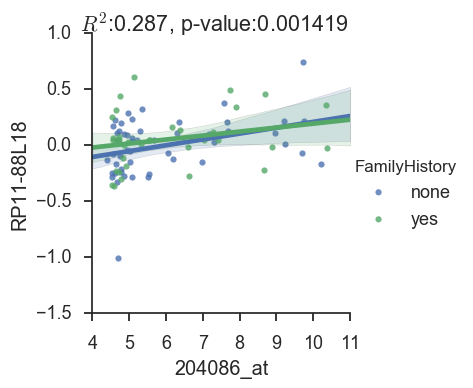 R²:0.287, p-value:0.001419
1.0
0.5
0.0
−0.5
−1.0
−1.5
RP11-88L18
4 5 6 7 8 9 10 11
204086_at
FamilyHistory
none
yes